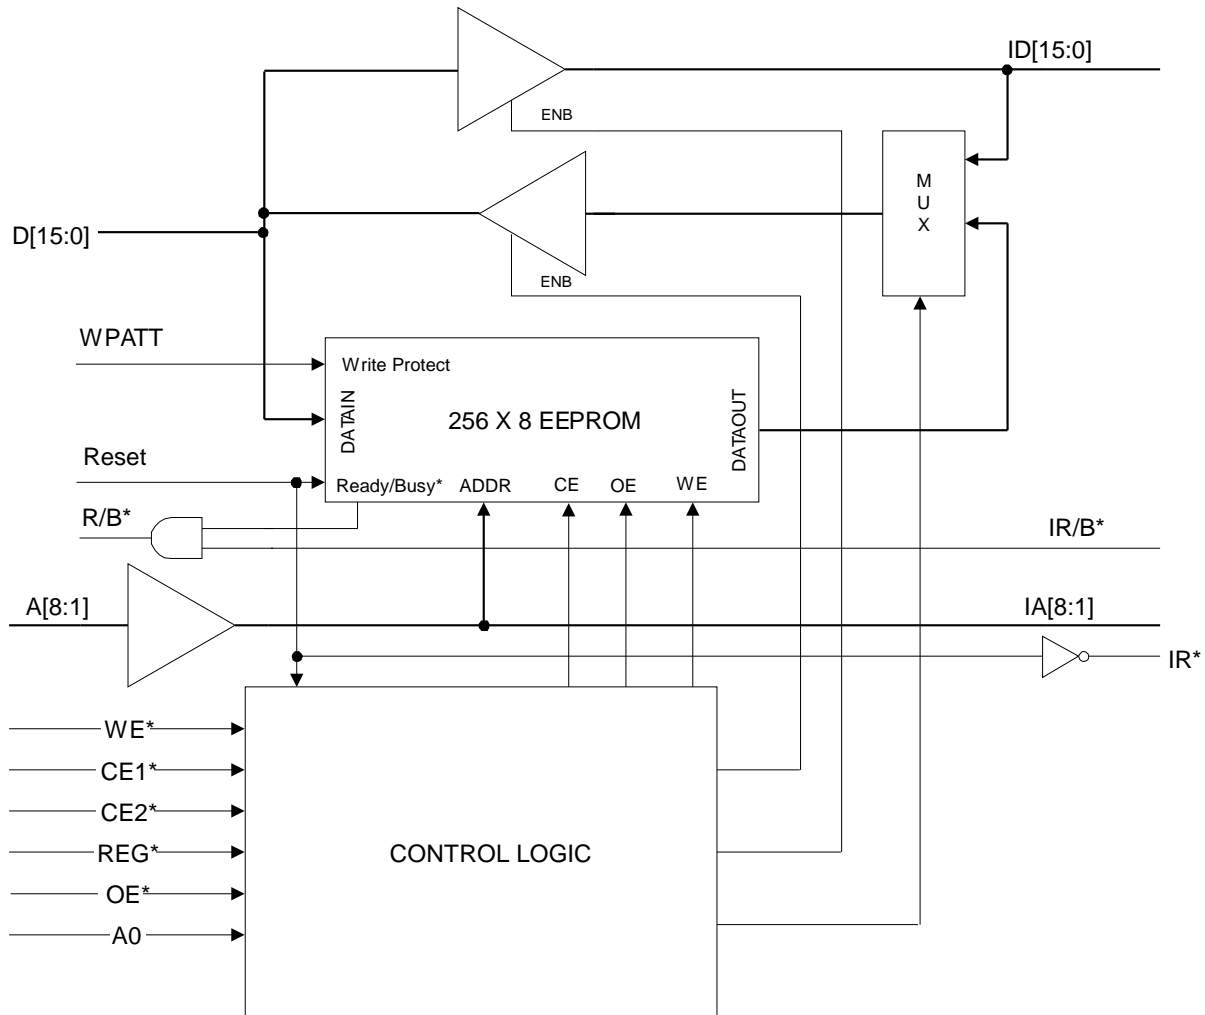 ID[15:0]
ENB
MUX
D[15:0]
ENB
WPATT
Write Protect
DATAIN
256 X 8 EEPROM
DATAOUT
Reset
Ready/Busy*
ADDR
CE
OE
WE
R/B*
IR/B*
A[8:1]
IA[8:1]
IR*
WE*
CE1*
CE2*
REG*
CONTROL LOGIC
OE*
A0